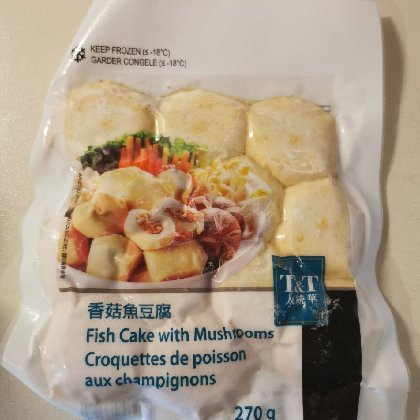 KEEP FROZEN (≤ -18°C)
GARDER CONGELÉ (≤ -18°C)
T&T
大統華
香菇魚豆腐
Fish Cake with Mushrooms
Croquettes de poisson
aux champignons
270 g